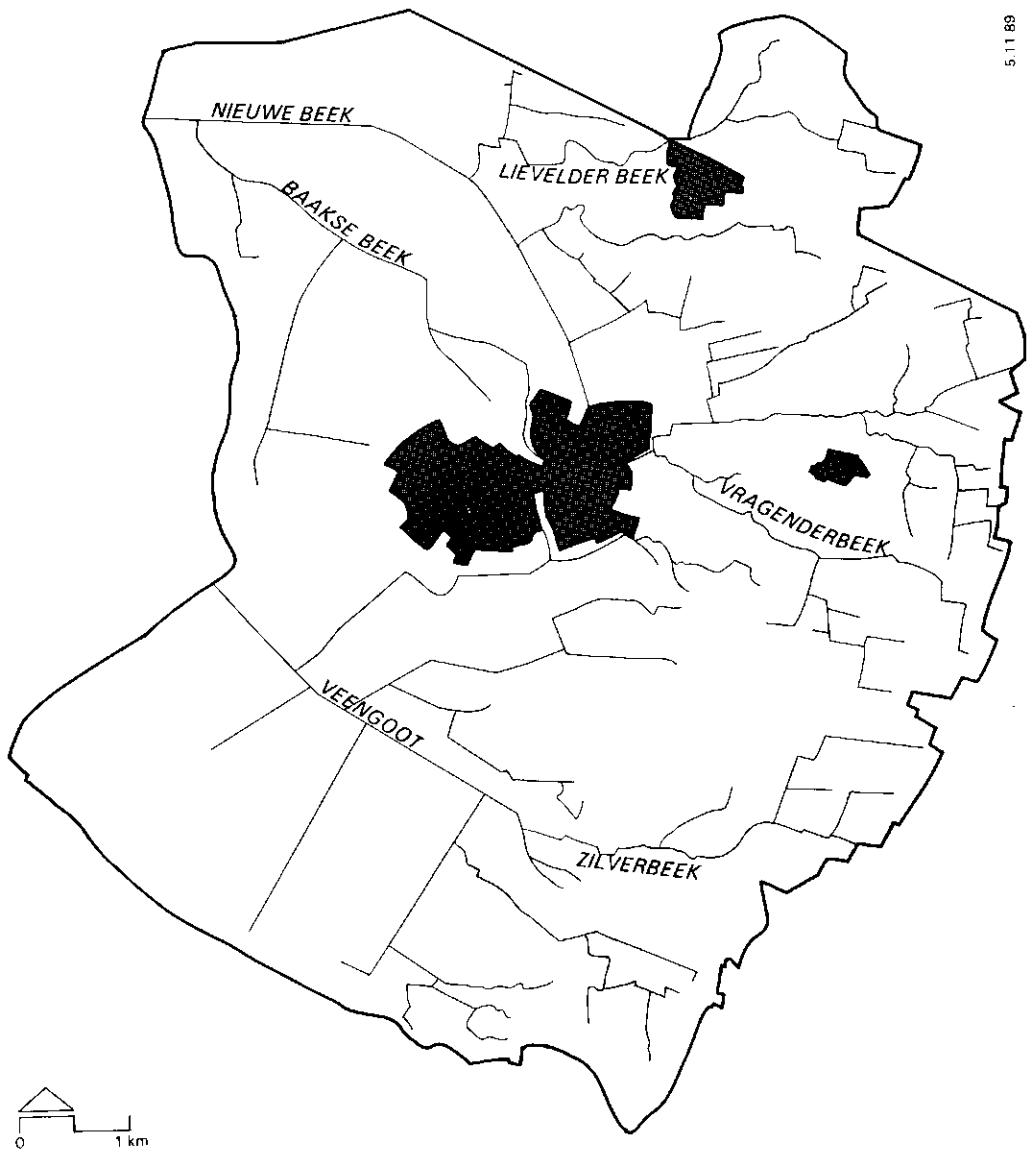 5.11.89
NIEUWE BEEK
LIEVELDER BEEK
BAAKSE BEEK
VRAGENDERBEEK
VEENGOOT
ZILVERBEEK
0 1 km